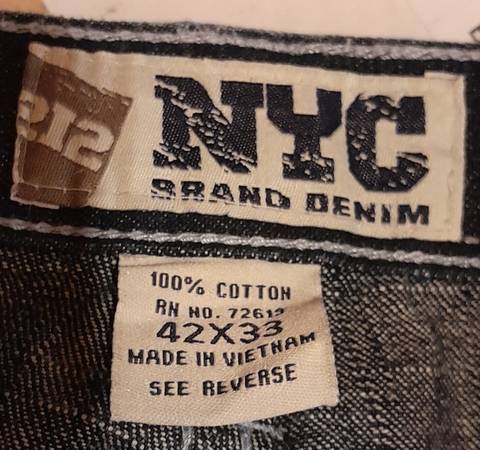 212
NYC
BRAND DENIM
100% COTTON
RN NO. 72612
42X33
MADE IN VIETNAM
SEE REVERSE